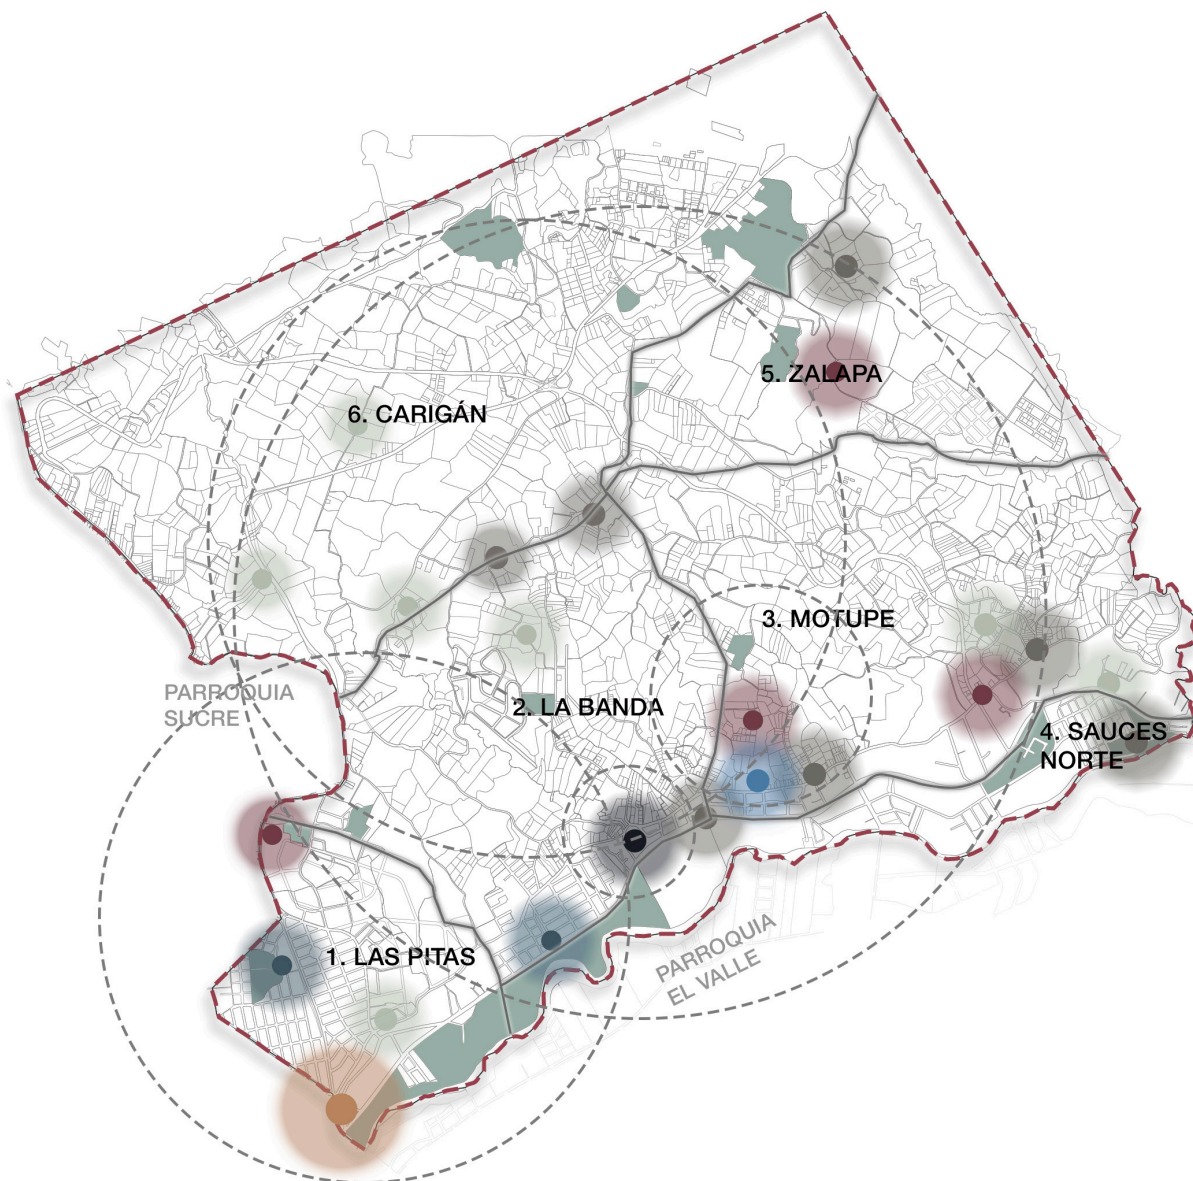 5. ZALAPA
6. CARIGÁN
3. MOTUPE
PARROQUIA
SUCRE
2. LA BANDA
4. SAUCES
NORTE
1. LAS PITAS
PARROQUIA
EL VALLE